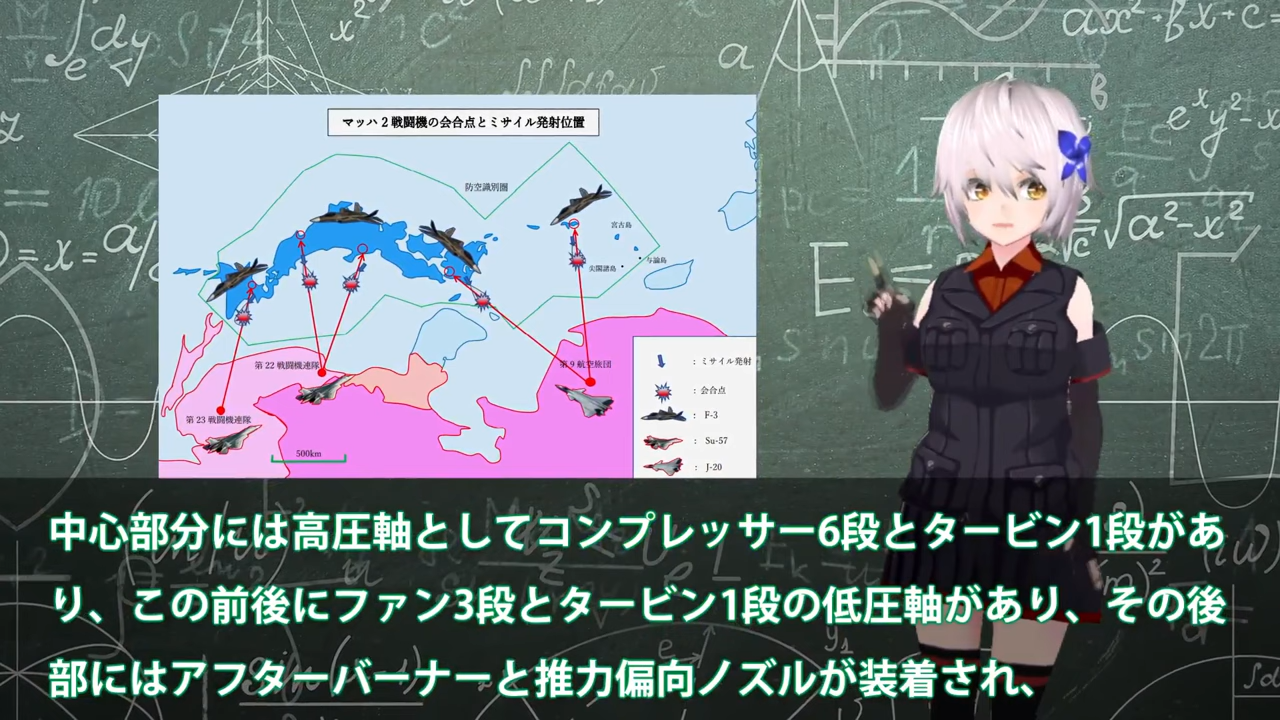 マッハ2戦闘機の会合点とミサイル発射位置
防空識別圏
宮古島
与論島
尖閣諸島
第22戦闘機連隊
第9航空旅団
第23戦闘機連隊
500km
：ミサイル発射
：会合点
： F-3
： Su-57
： J-20
中心部分には高圧軸としてコンプレッサー6段とタービン1段があ
り、この前後にファン3段とタービン1段の低圧軸があり、その後
部にはアフターバーナーと推力偏向ノズルが装着され、